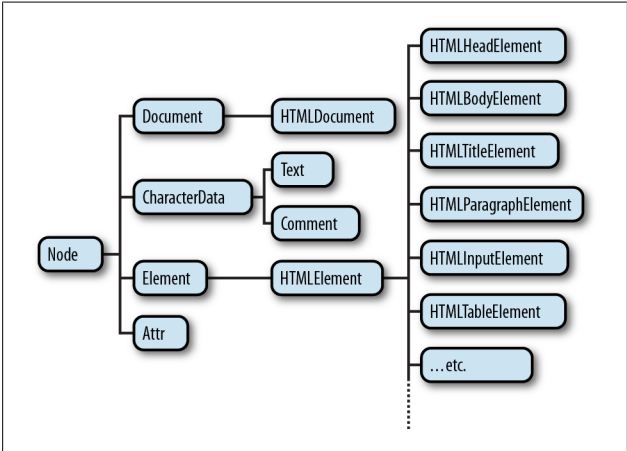 HTMLHeadElement
HTMLBodyElement
Document
HTMLDocument
HTMLTitleElement
Text
CharacterData
HTMLParagraphElement
Comment
Node
HTMLInputElement
Element
HTMLElement
HTMLTableElement
Attr
...etc.